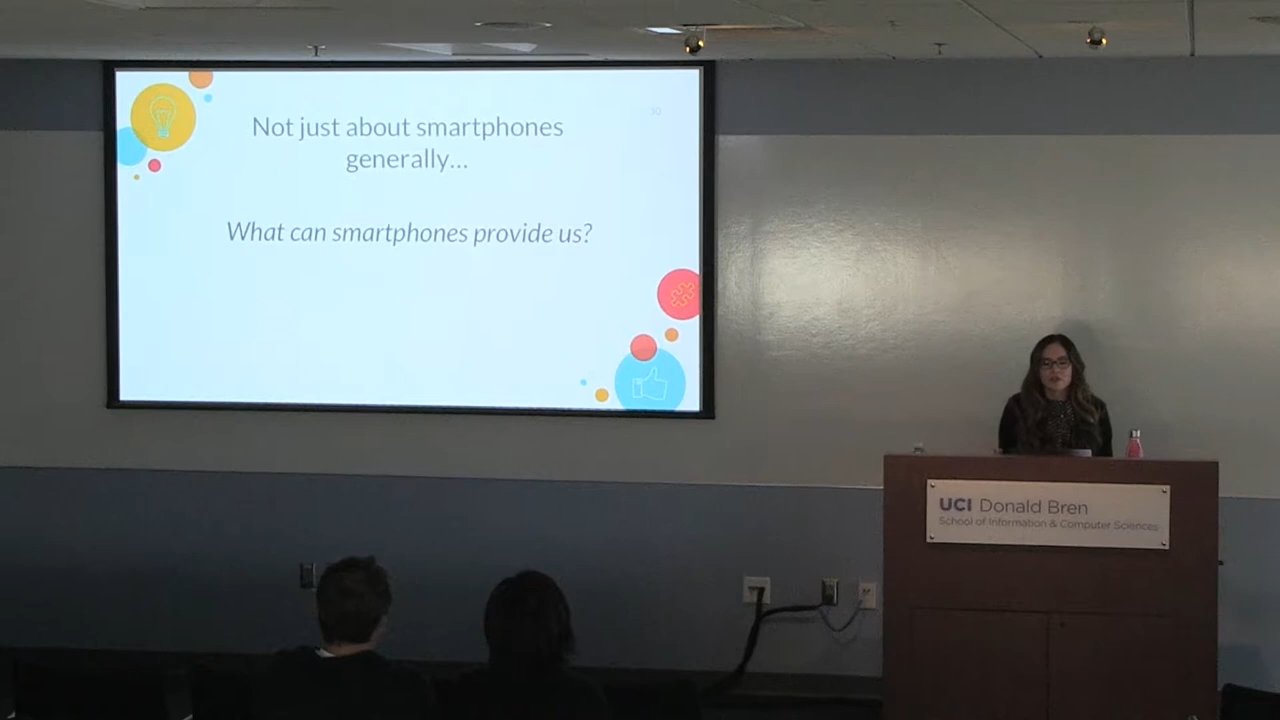 Not just about smartphones
generally...
What can smartphones provide us?
UCI Donald Bren
School of Information & Computer Sciences